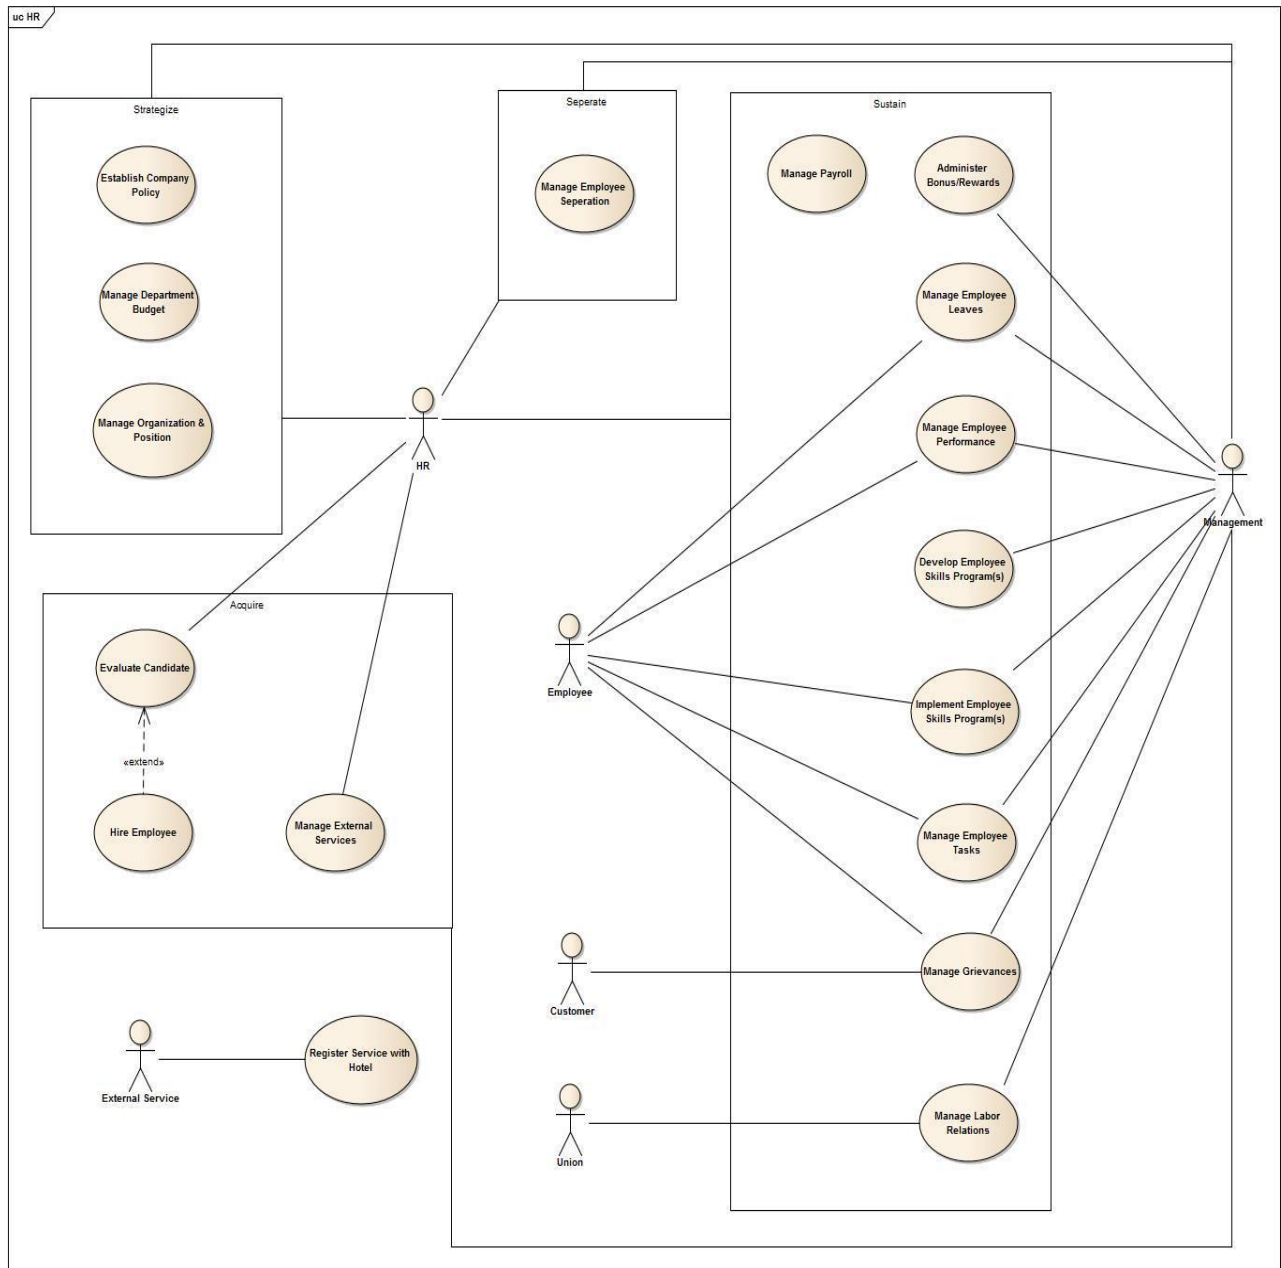 uc HR
Strategize
Establish Company
Policy
Manage Department
Budget
Manage Organization &
Position
Seperate
Manage Employee
Seperation
Sustain
Manage Payroll
Administer
Bonus/Rewards
Manage Employee
Leaves
Manage Employee
Performance
Develop Employee
Skills Program(s)
Implement Employee
Skills Program(s)
Manage Employee
Tasks
Manage Grievances
Manage Labor
Relations
HR
Management
Acquire
Evaluate Candidate
«extend»
Hire Employee
Manage External
Services
Employee
Customer
Union
External Service
Register Service with
Hotel